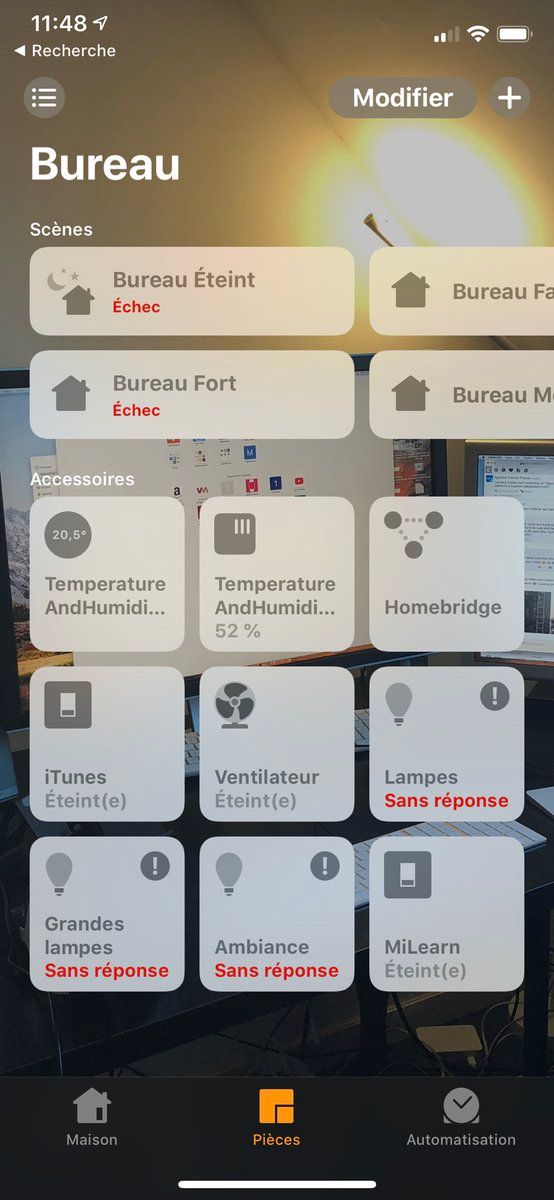 11:48
Recherche
Modifier
Bureau
Scènes
Bureau Éteint
Échec
Bureau Fa
Bureau Fort
Échec
Bureau M
Accessoires
20,5°
Temperature
AndHumidi...
Temperature
AndHumidi...
52 %
Homebridge
iTunes
Éteint(e)
Ventilateur
Éteint(e)
Lampes
Sans réponse
Grandes
lampes
Sans réponse
Ambiance
Sans réponse
MiLearn
Éteint(e)
Maison
Pièces
Automatisation